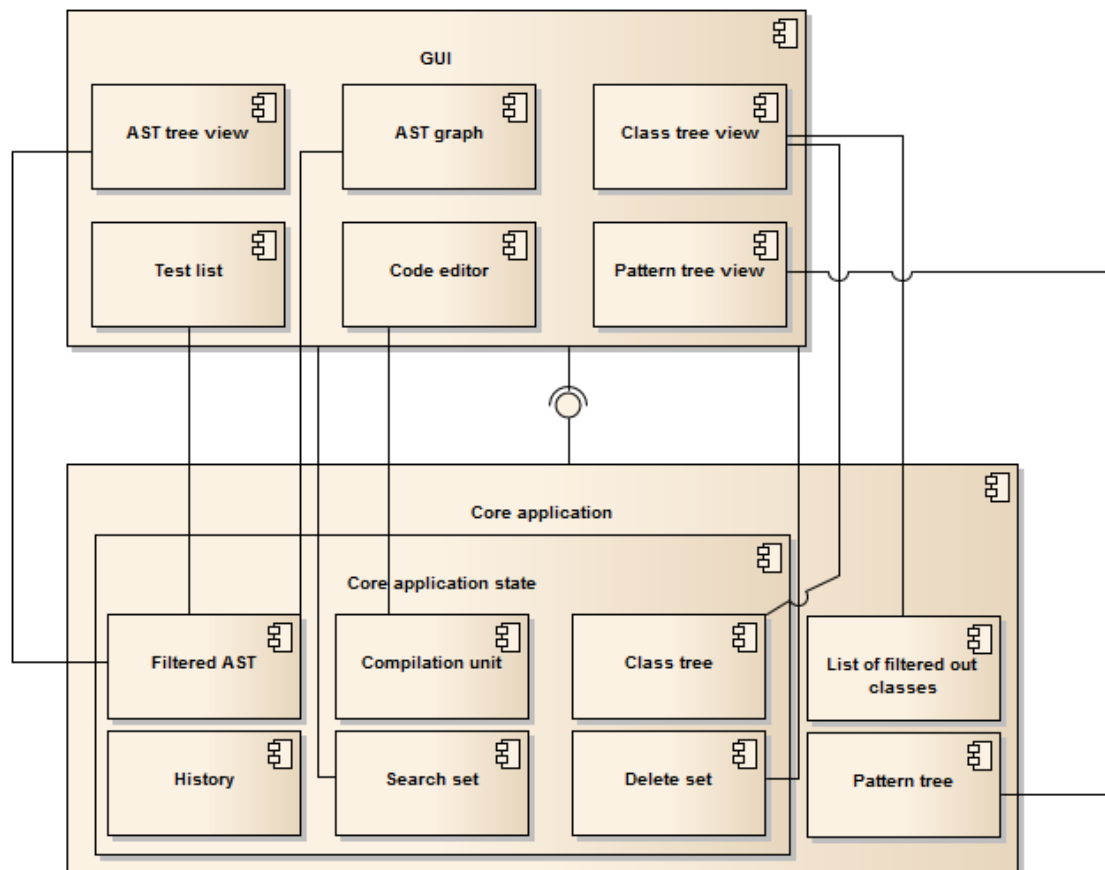 GUI
AST tree view
AST graph
Class tree view
Test list
Code editor
Pattern tree view
Core application
Core application state
Filtered AST
Compilation unit
Class tree
List of filtered out
classes
History
Search set
Delete set
Pattern tree